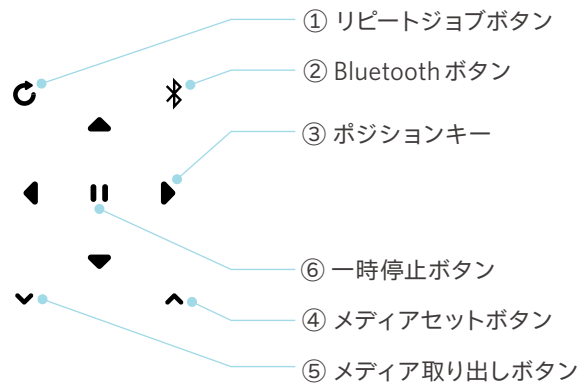 ① リピートジョブボタン
② Bluetooth ボタン
③ ポジションキー
⑥ 一時停止ボタン
④ メディアセットボタン
⑤ メディア取り出しボタン